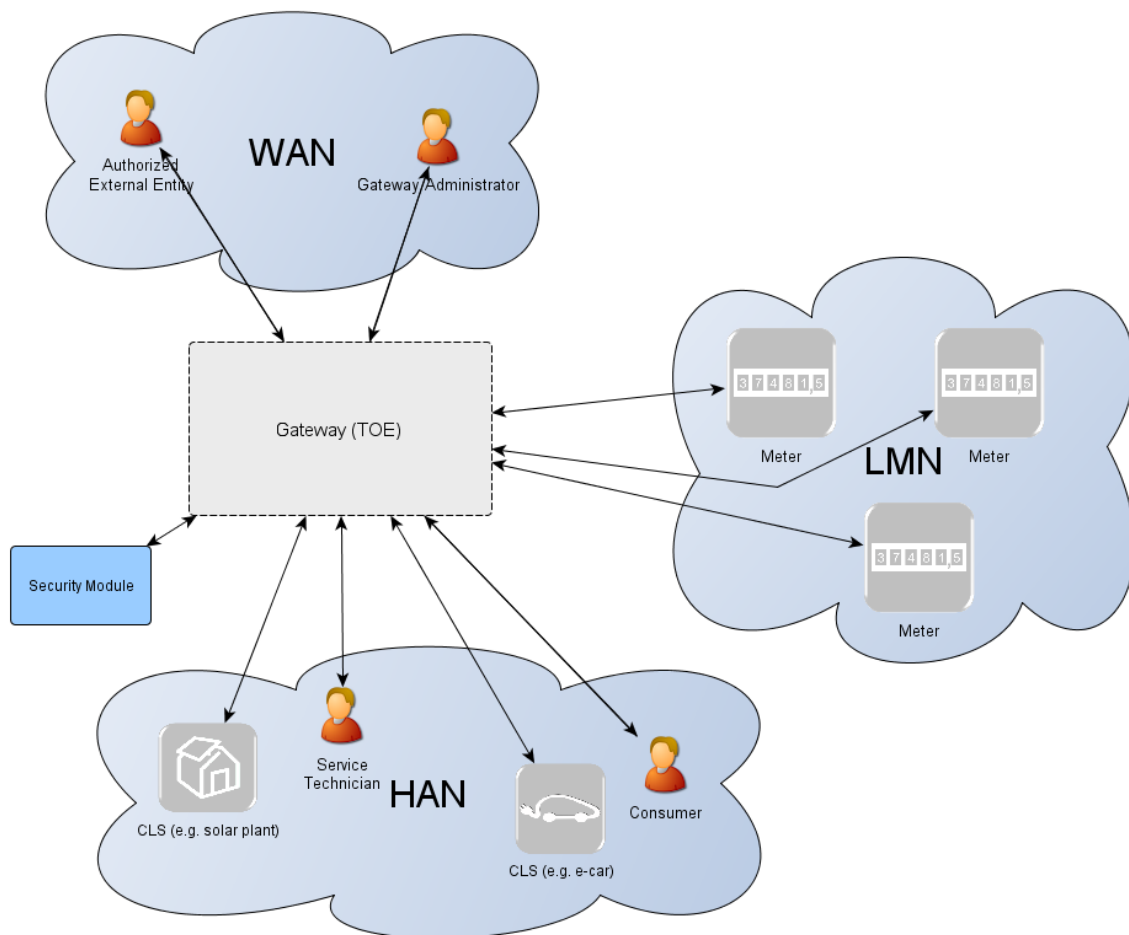 WAN
Authorized
External Entity
Gateway Administrator
Gateway (TOE)
37481,5
Meter
37481,5
Meter
LMN
37481,5
Meter
Security Module
CLS (e.g. solar plant)
Service
Technician
HAN
CLS (e.g. e-car)
Consumer